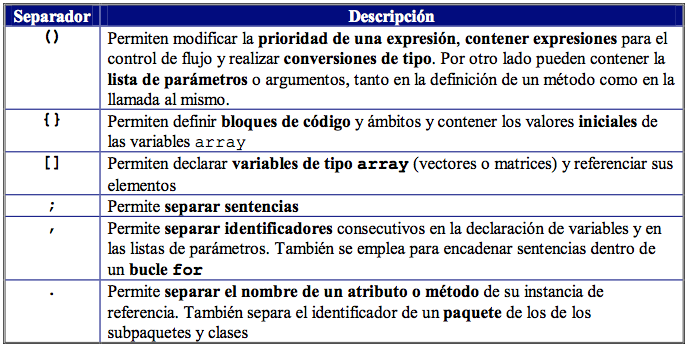 Separador Descripción
() Permiten modificar la prioridad de una expresión, contener expresiones para el
control de flujo y realizar conversiones de tipo. Por otro lado pueden contener la
lista de parámetros o argumentos, tanto en la definición de un método como en la
llamada al mismo.
{} Permiten definir bloques de código y ámbitos y contener los valores iniciales de
las variables array
[] Permiten declarar variables de tipo array (vectores o matrices) y referenciar sus
elementos
; Permite separar sentencias
, Permite separar identificadores consecutivos en la declaración de variables y en
las listas de parámetros. También se emplea para encadenar sentencias dentro de
un bucle for
. Permite separar el nombre de un atributo o método de su instancia de
referencia. También separa el identificador de un paquete de los de los
subpaquetes y clases